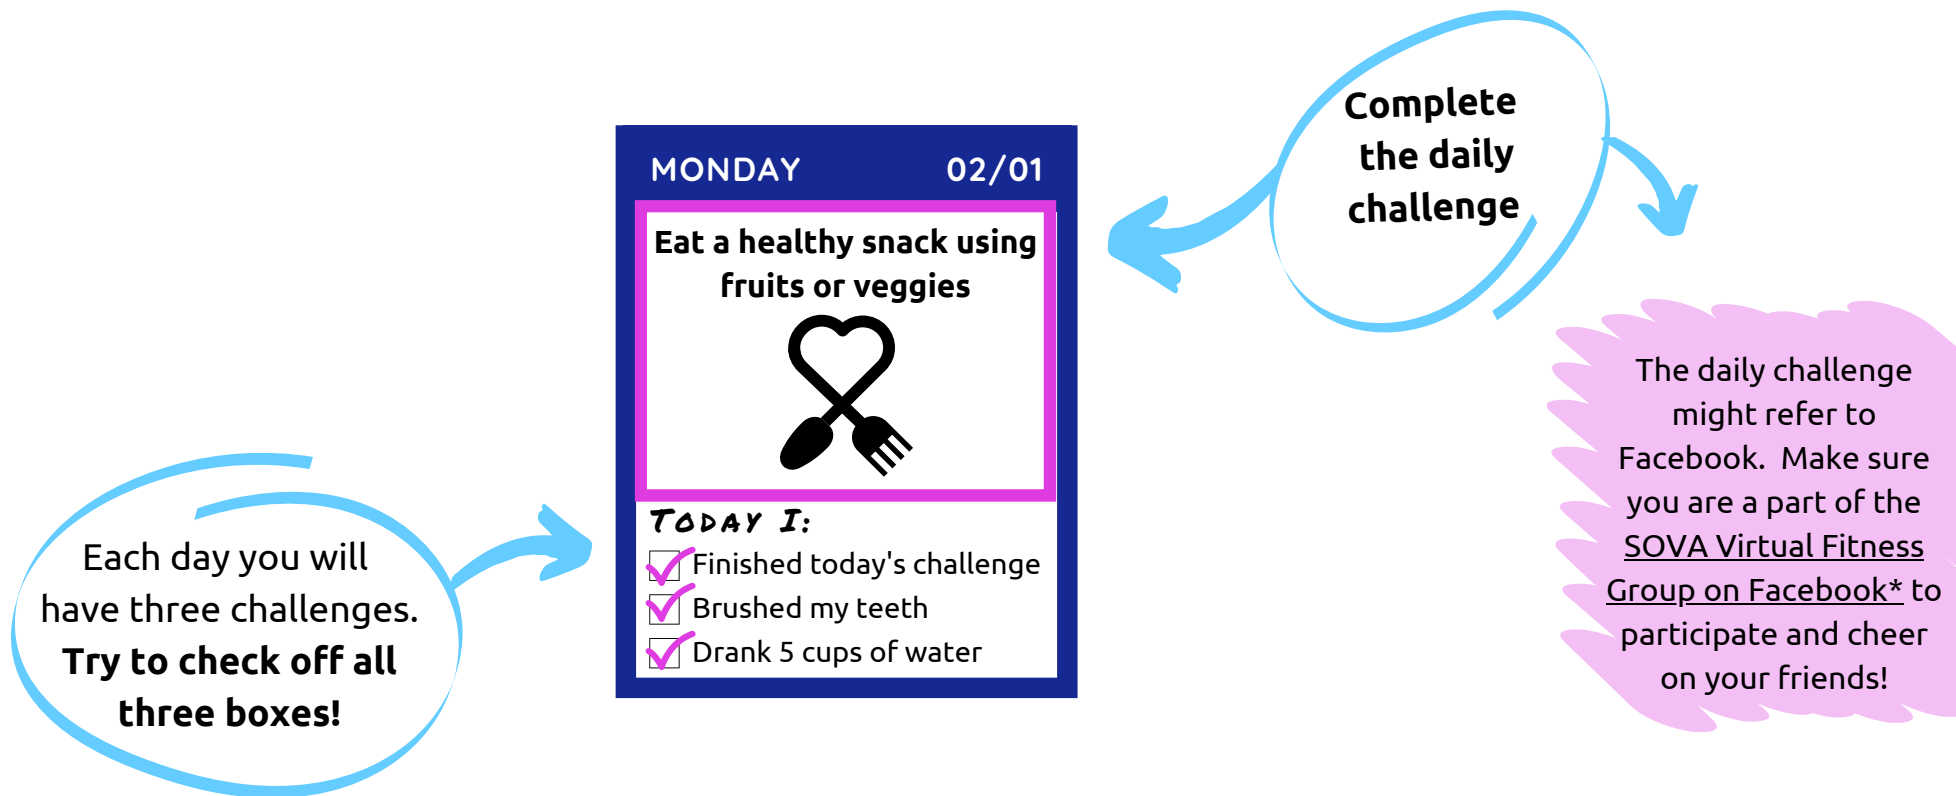 Complete
the daily
challenge
MONDAY 02/01
Eat a healthy snack using
fruits or veggies
TODAY I:
Finished today's challenge
Brushed my teeth
Drank 5 cups of water
Each day you will
have three challenges.
Try to check off all
three boxes!
The daily challenge
might refer to
Facebook. Make sure
you are a part of the
SOVA Virtual Fitness
Group on Facebook* to
participate and cheer
on your friends!